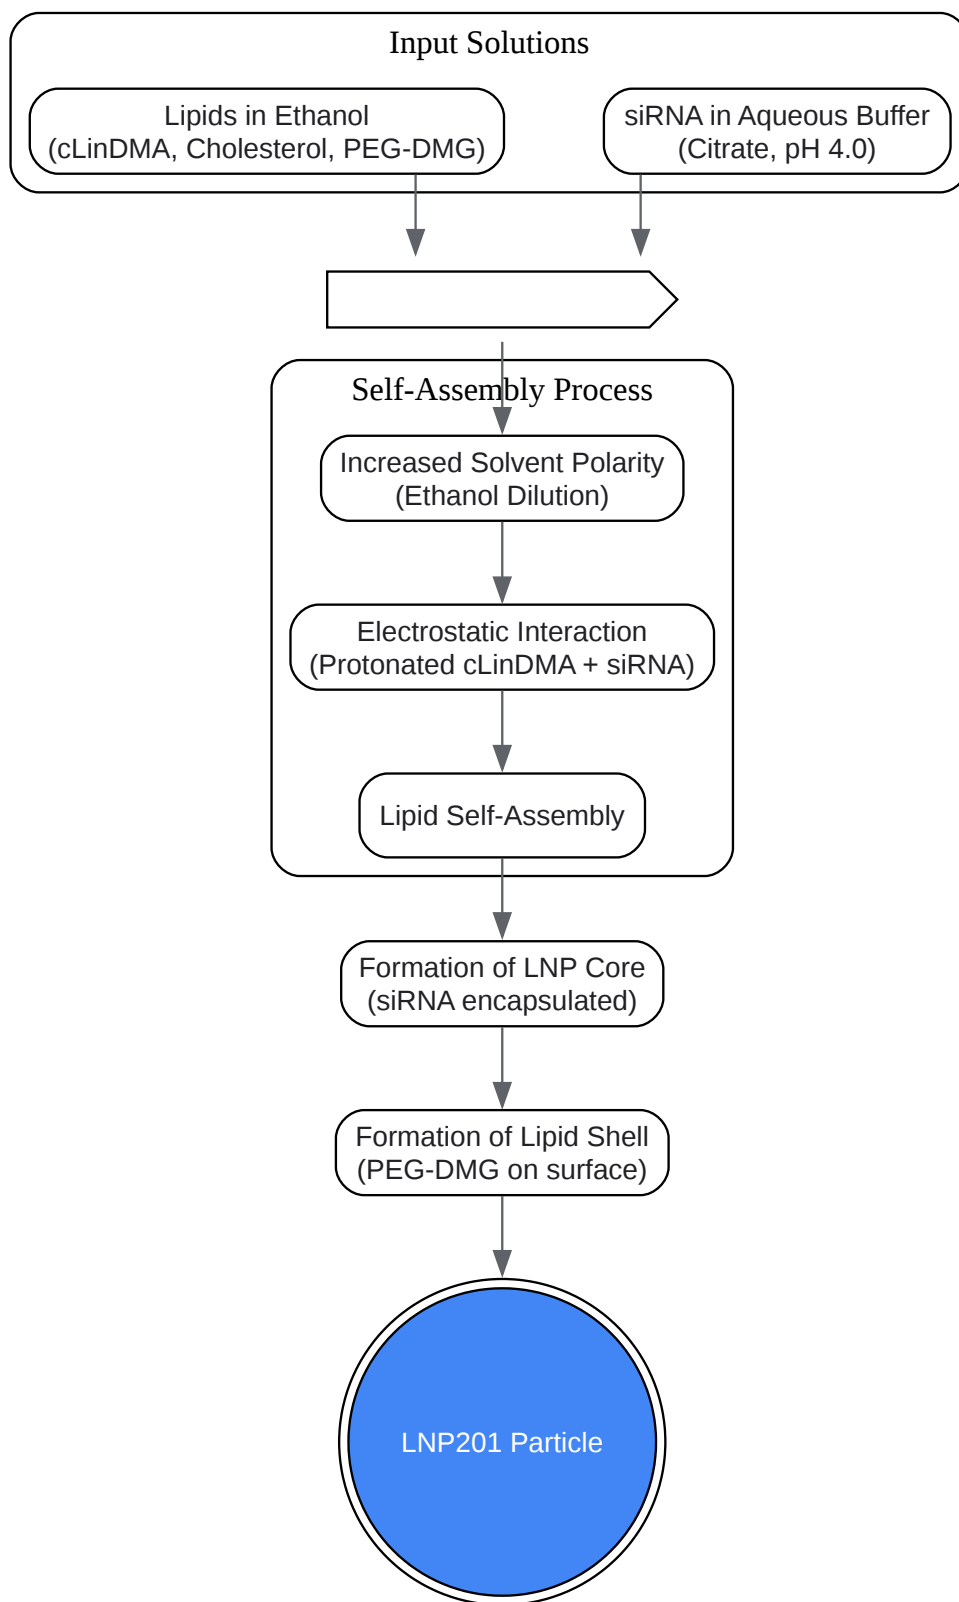 Input Solutions
Lipids in Ethanol
(cLinDMA, Cholesterol, PEG-DMG)
siRNA in Aqueous Buffer
(Citrate, pH 4.0)
Self-Assembly Process
Increased Solvent Polarity
(Ethanol Dilution)
Electrostatic Interaction
(Protonated cLinDMA + siRNA)
Lipid Self-Assembly
Formation of LNP Core
(siRNA encapsulated)
Formation of Lipid Shell
(PEG-DMG on surface)
LNP201 Particle